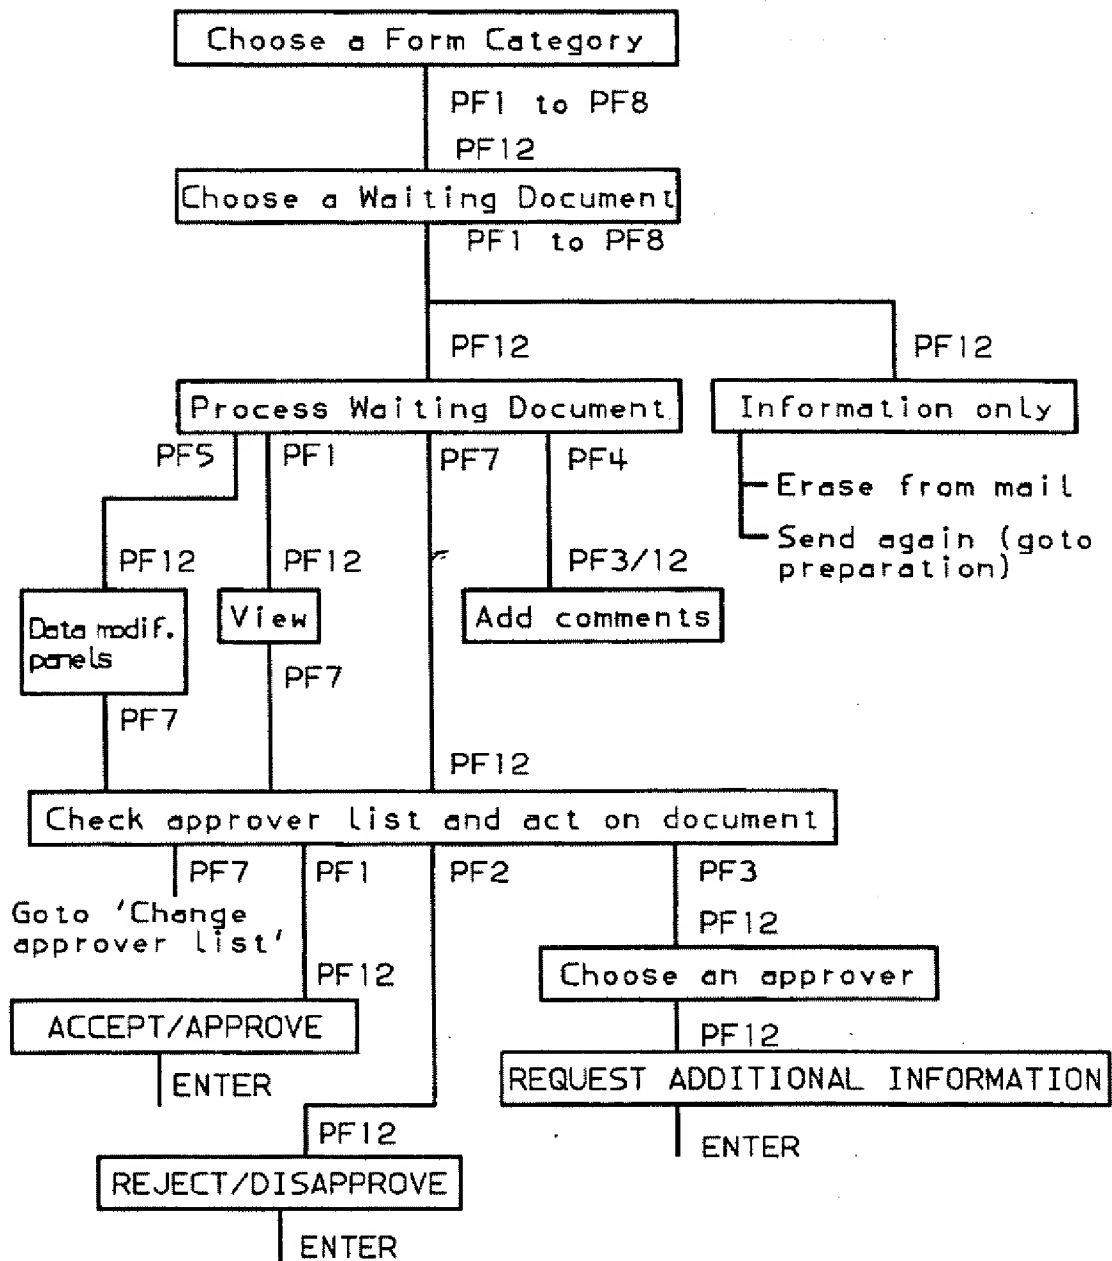 Choose a Form Category
PF1 to PF8
PF12
Choose a Waiting Document
PF1 to PF8
PF12
PF12
Process Waiting Document
Information only
PF5
PF1
PF7
PF4
Erase from mail
Send again (goto
preparation)
PF12
PF12
PF3/12
Data modif.
panels
View
Add comments
PF7
PF7
PF12
Check approver list and act on document
PF7
PF1
PF2
PF3
Goto 'Change
approver list'
PF12
PF12
Choose an approver
ACCEPT/APPROVE
PF12
ENTER
REQUEST ADDITIONAL INFORMATION
PF12
ENTER
REJECT/DISAPPROVE
ENTER